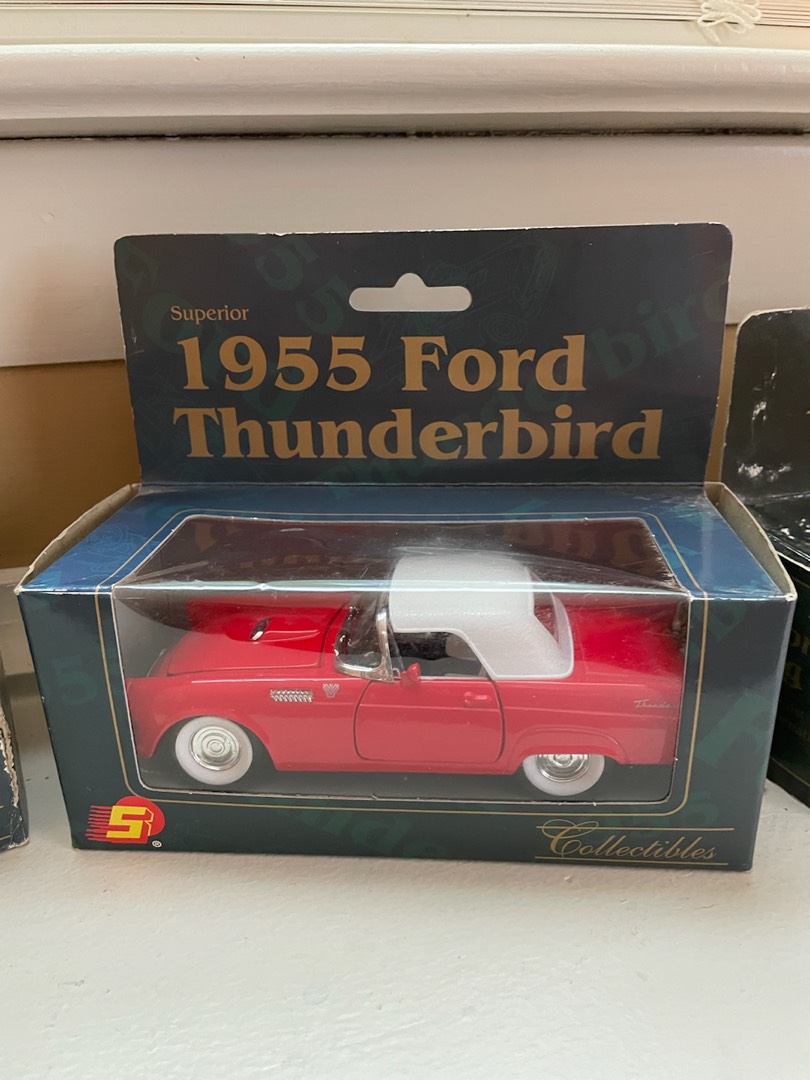 Superior
1955 Ford
Thunderbird
S
®
Collectibles